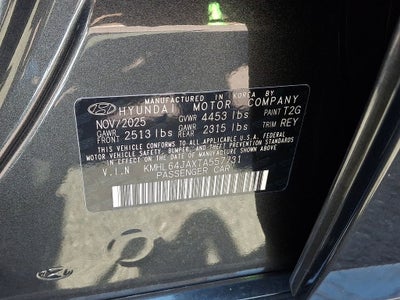 MANUFACTURED IN KOREA BY
HYUNDAI MOTOR COMPANY
NOV/2025 GVWR 4453 lbs PAINT T2G
GAWR FRONT 2513 lbs GAWR REAR 2315 lbs TRIM REY
THIS VEHICLE CONFORMS TO ALL APPLICABLE U.S.A. FEDERAL
MOTOR VEHICLE SAFETY, BUMPER, AND THEFT PREVENTION STANDARDS
IN EFFECT ON THE DATE OF MANUFACTURE SHOWN ABOVE.
V.I.N KMHL64JAXTA557731
PASSENGER CAR